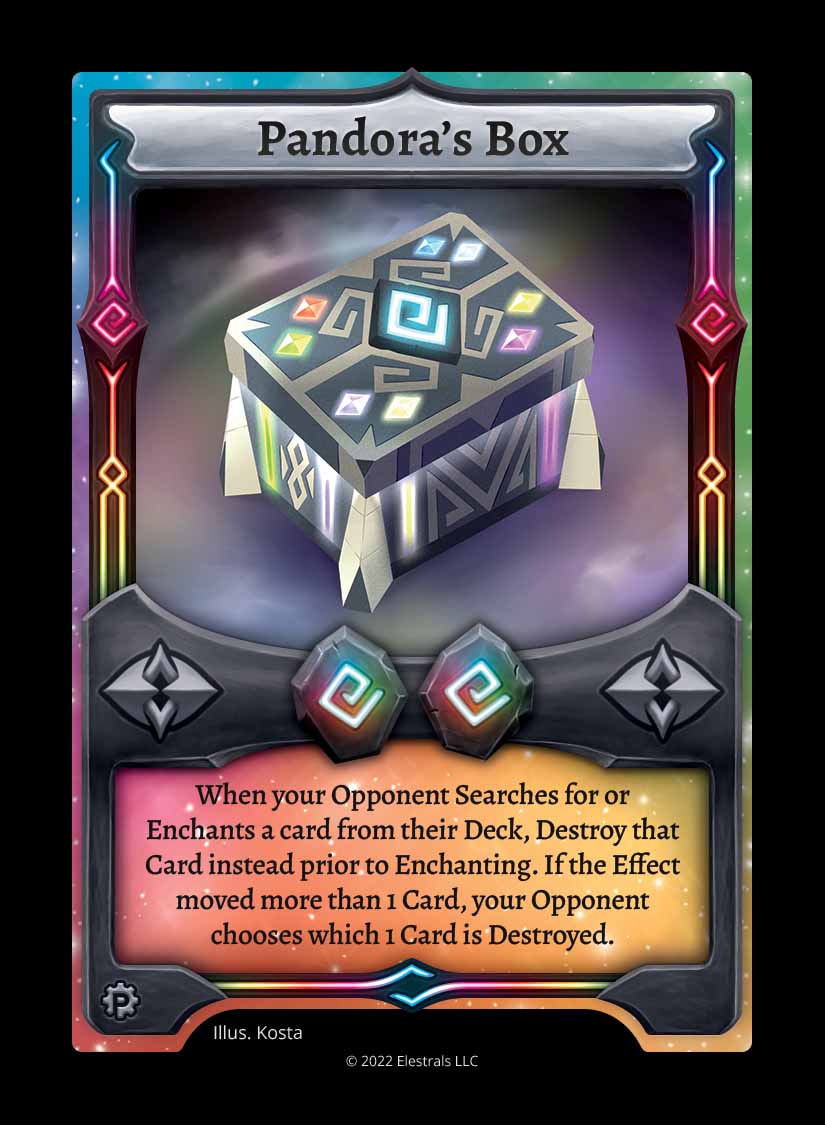 Pandora's Box
When your Opponent Searches for or
Enchants a card from their Deck, Destroy that
Card instead prior to Enchanting. If the Effect
moved more than 1 Card, your Opponent
chooses which 1 Card is Destroyed.
P
Illus. Kosta
© 2022 Elestrals LLC